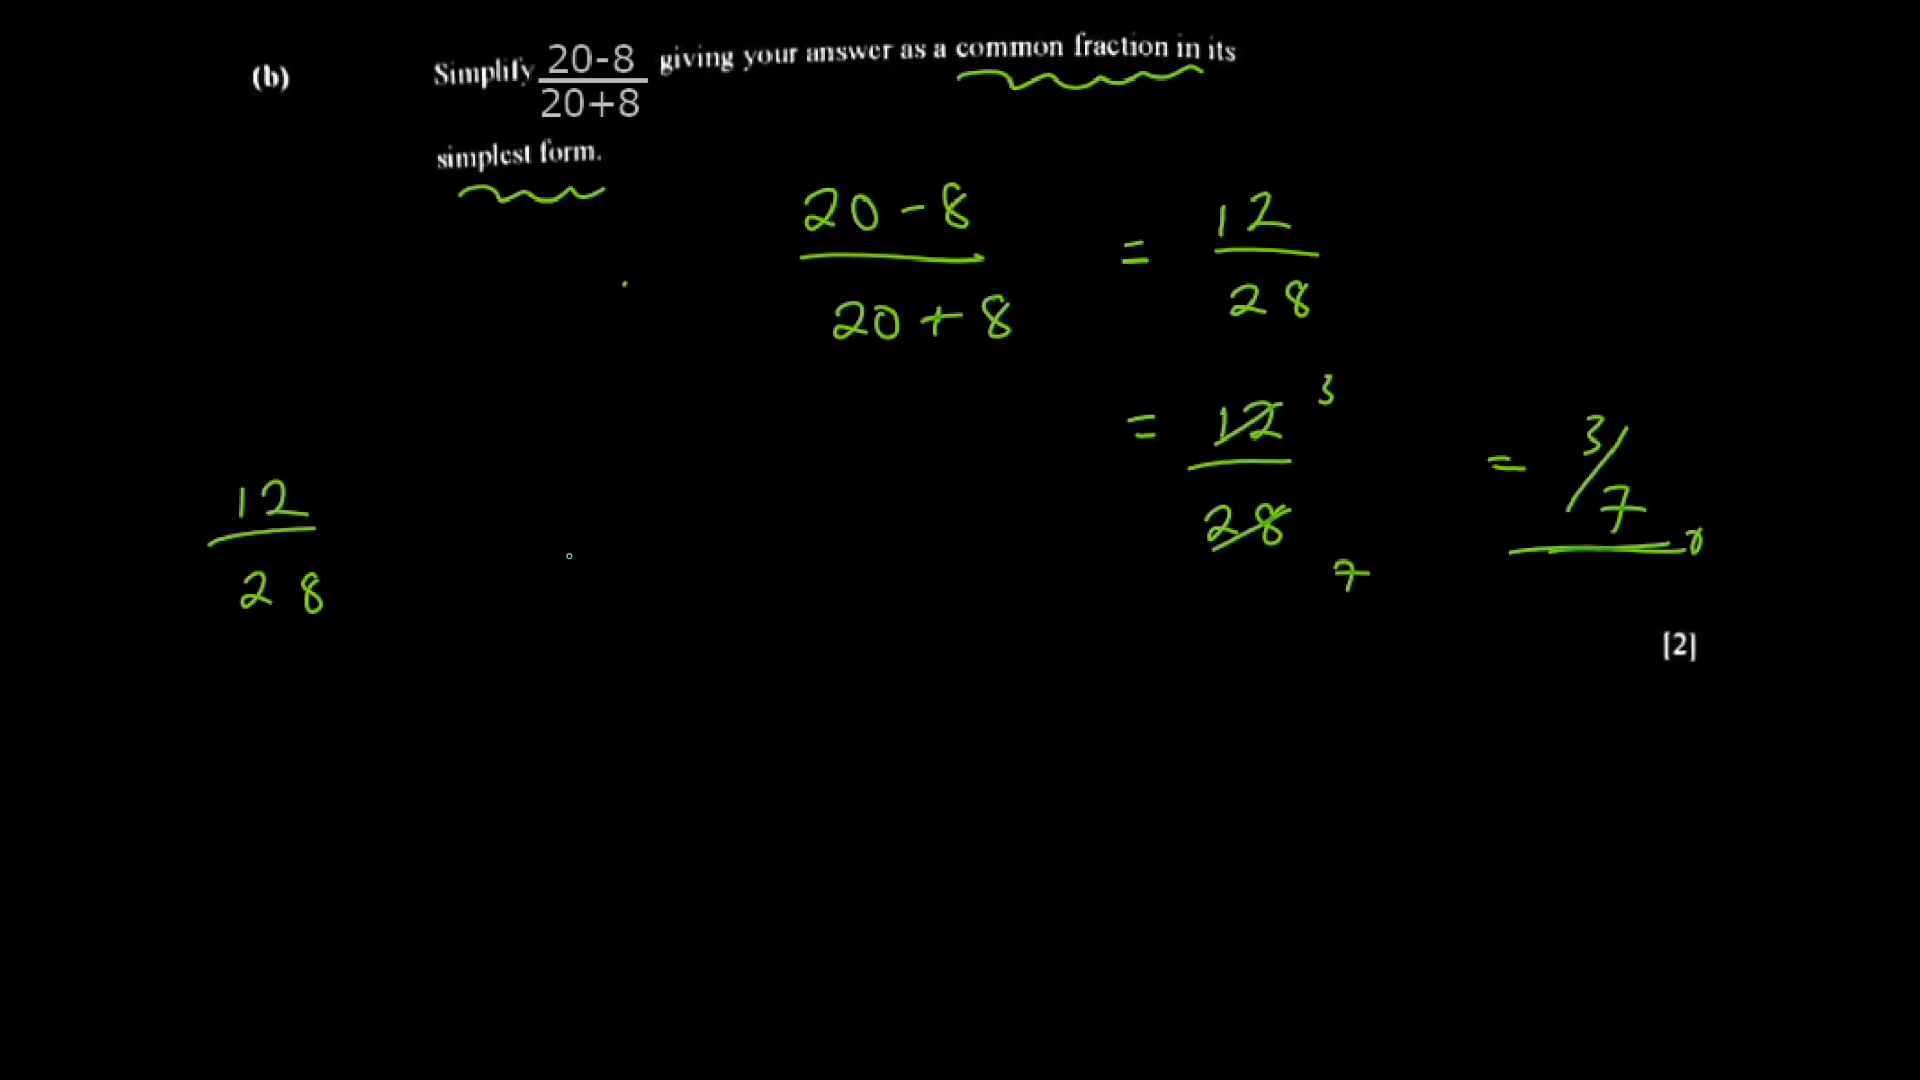 (b) Simplify 20-8/20+8 giving your answer as a common fraction in its
simplest form.
20 - 8 / 20 + 8 = 12/28
= 12/28 3 7 = 3/7
12/28
[2]